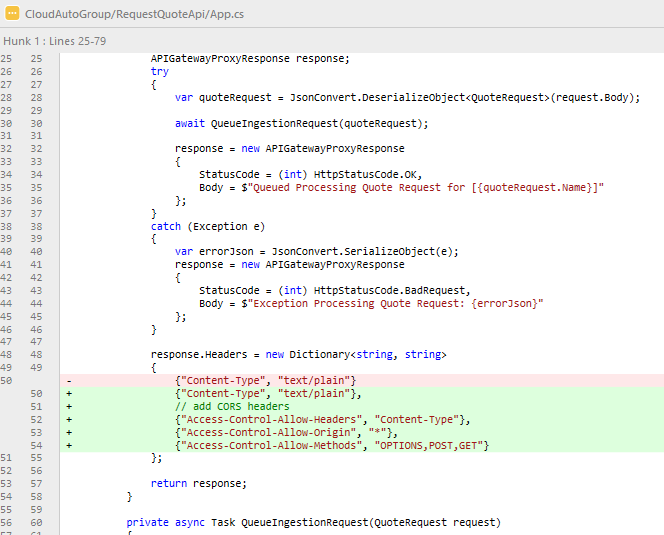 CloudAutoGroup/RequestQuoteApi/App.cs
Hunk 1 : Lines 25-79
25 25 APIGatewayProxyResponse response;
26 26 try
27 27 {
28 28 var quoteRequest = JsonConvert.DeserializeObject<QuoteRequest>(request.Body);
29 29
30 30 await QueueIngestionRequest(quoteRequest);
31 31
32 32 response = new APIGatewayProxyResponse
33 33 {
34 34 StatusCode = (int) HttpStatusCode.OK,
35 35 Body = $"Queued Processing Quote Request for [{quoteRequest.Name}]"
36 36 };
37 37 }
38 38 catch (Exception e)
39 39 {
40 40 var errorJson = JsonConvert.SerializeObject(e);
41 41 response = new APIGatewayProxyResponse
42 42 {
43 43 StatusCode = (int) HttpStatusCode.BadRequest,
44 44 Body = $"Exception Processing Quote Request: {errorJson}"
45 45 };
46 46 }
47 47
48 48 response.Headers = new Dictionary<string, string>
49 49 {
50 - {"Content-Type", "text/plain"}
50 + {"Content-Type", "text/plain"},
51 + // add CORS headers
52 + {"Access-Control-Allow-Headers", "Content-Type"},
53 + {"Access-Control-Allow-Origin", "*"},
54 + {"Access-Control-Allow-Methods", "OPTIONS,POST,GET"}
51 55 };
52 56
53 57 return response;
54 58 }
55 59
56 60 private async Task QueueIngestionRequest(QuoteRequest request)
57 61 {